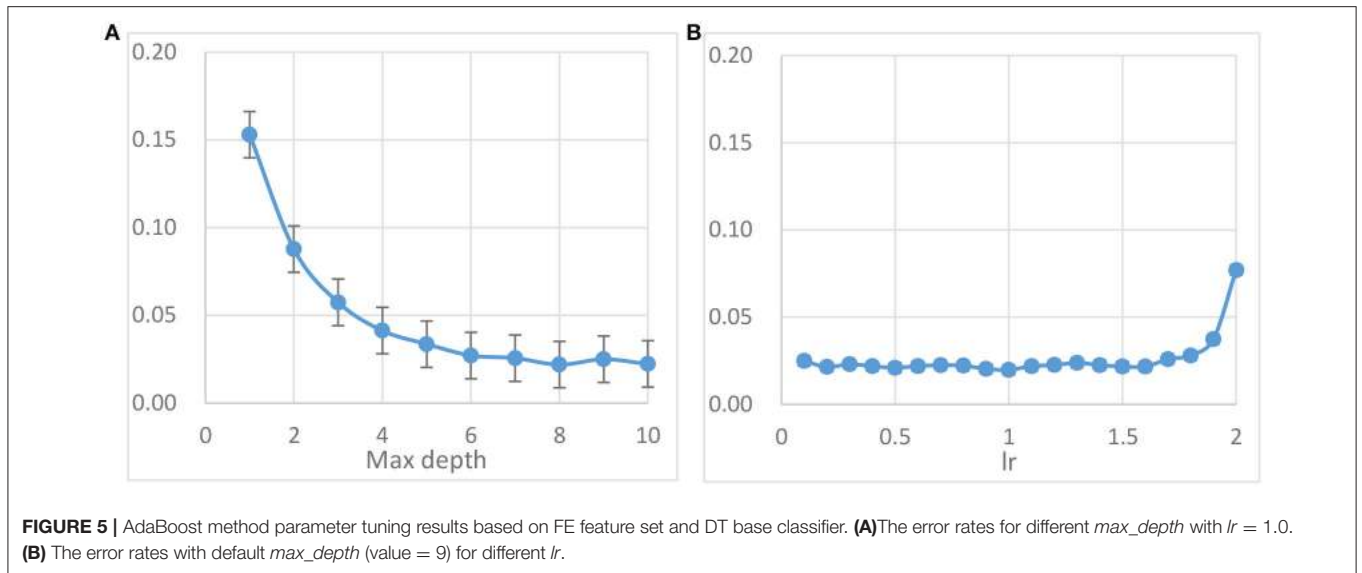 A
0.20
0.15
0.10
0.05
0.00
0 2 4 6 8 10
Max depth
B
0.20
0.15
0.10
0.05
0.00
0 0.5 1 1.5 2
lr
FIGURE 5 | AdaBoost method parameter tuning results based on FE feature set and DT base classifier. (A)The error rates for different max_depth with lr = 1.0.
(B) The error rates with default max_depth (value = 9) for different lr.